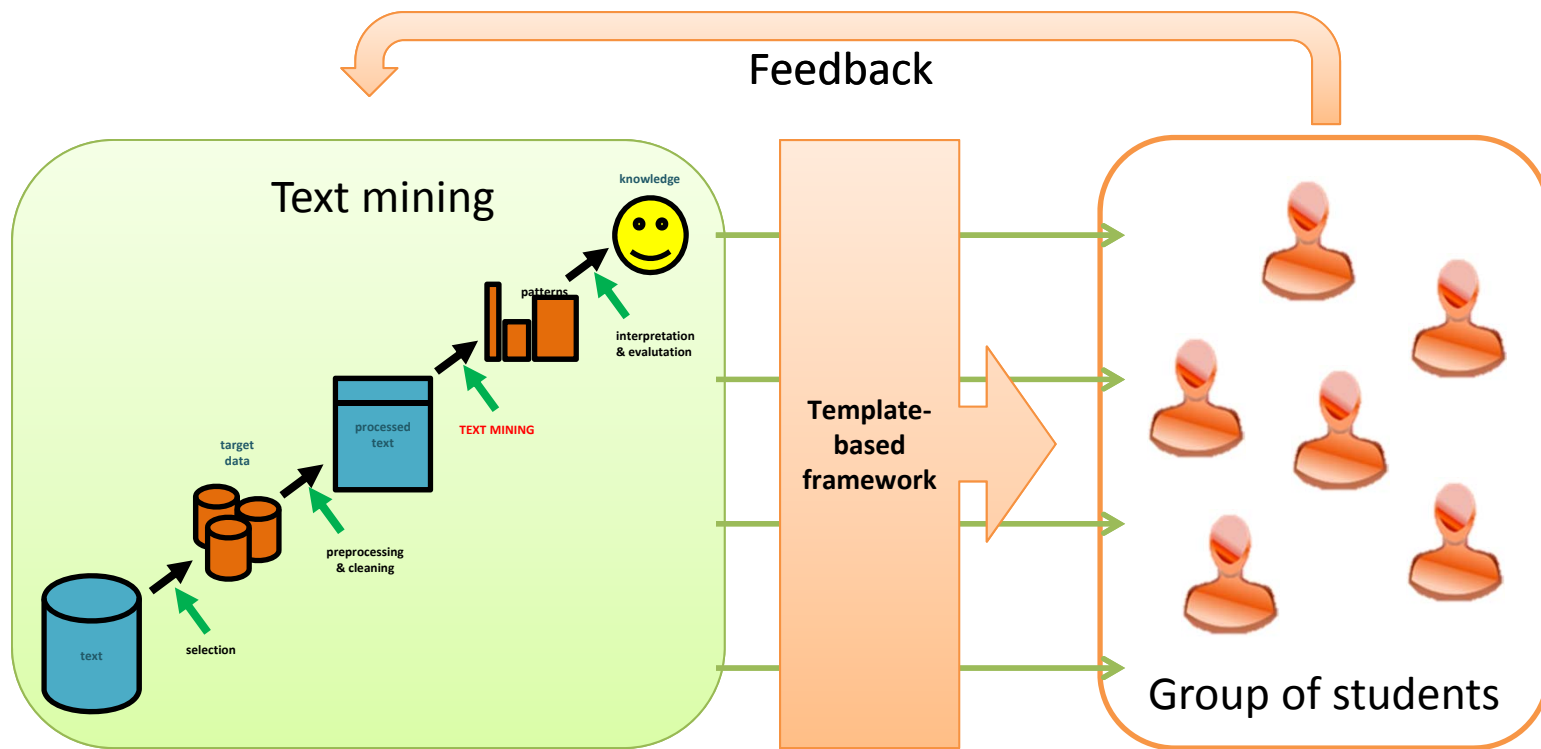 Feedback
Text mining
knowledge
patterns
interpretation
& evalutation
processed
text
TEXT MINING
target
data
preprocessing
& cleaning
text
selection
Template-
based
framework
Group of students